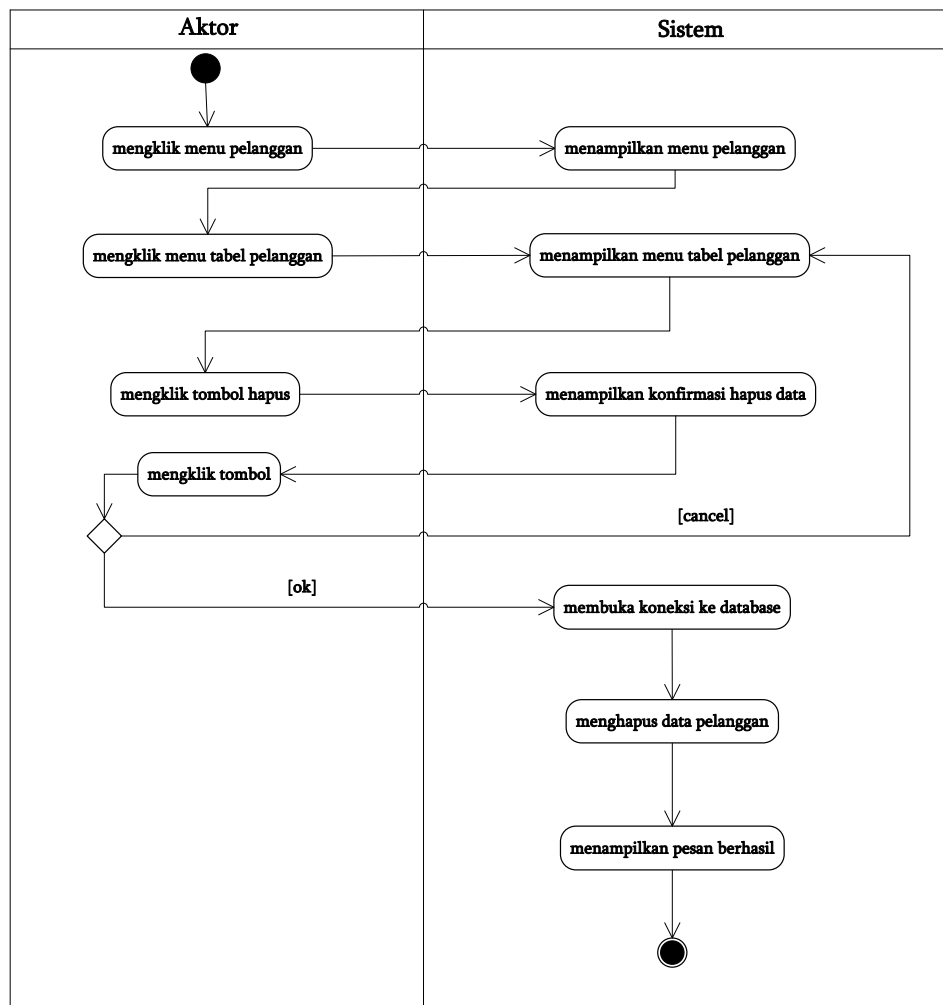 Aktor
Sistem
mengklik menu pelanggan
menampilkan menu pelanggan
mengklik menu tabel pelanggan
menampilkan menu tabel pelanggan
mengklik tombol hapus
menampilkan konfirmasi hapus data
mengklik tombol
[cancel]
[ok]
membuka koneksi ke database
menghapus data pelanggan
menampilkan pesan berhasil